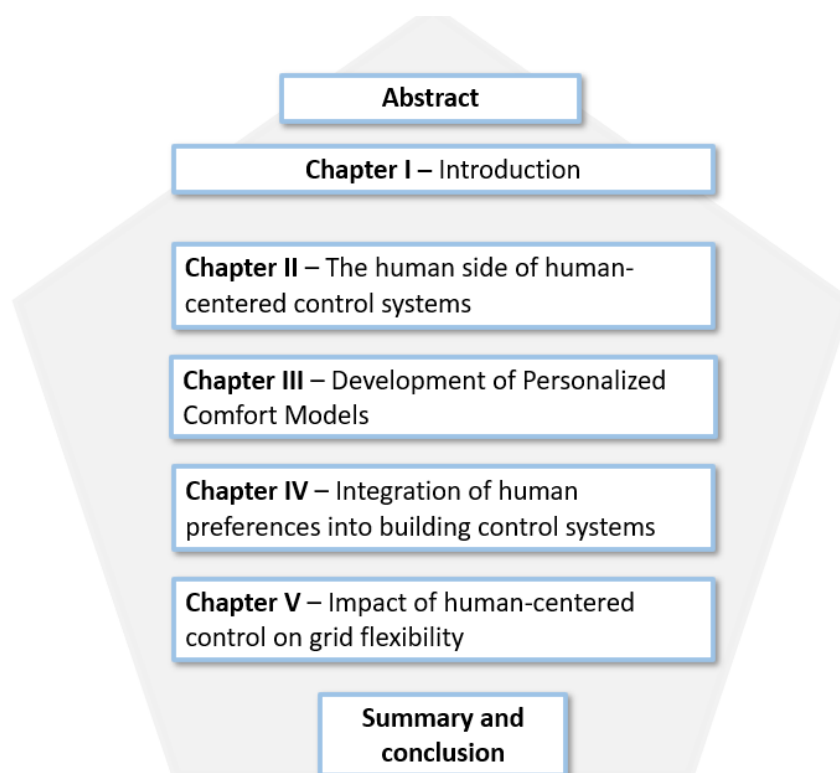 Abstract
Chapter I – Introduction
Chapter II – The human side of human-
centered control systems
Chapter III – Development of Personalized
Comfort Models
Chapter IV – Integration of human
preferences into building control systems
Chapter V – Impact of human-centered
control on grid flexibility
Summary and
conclusion